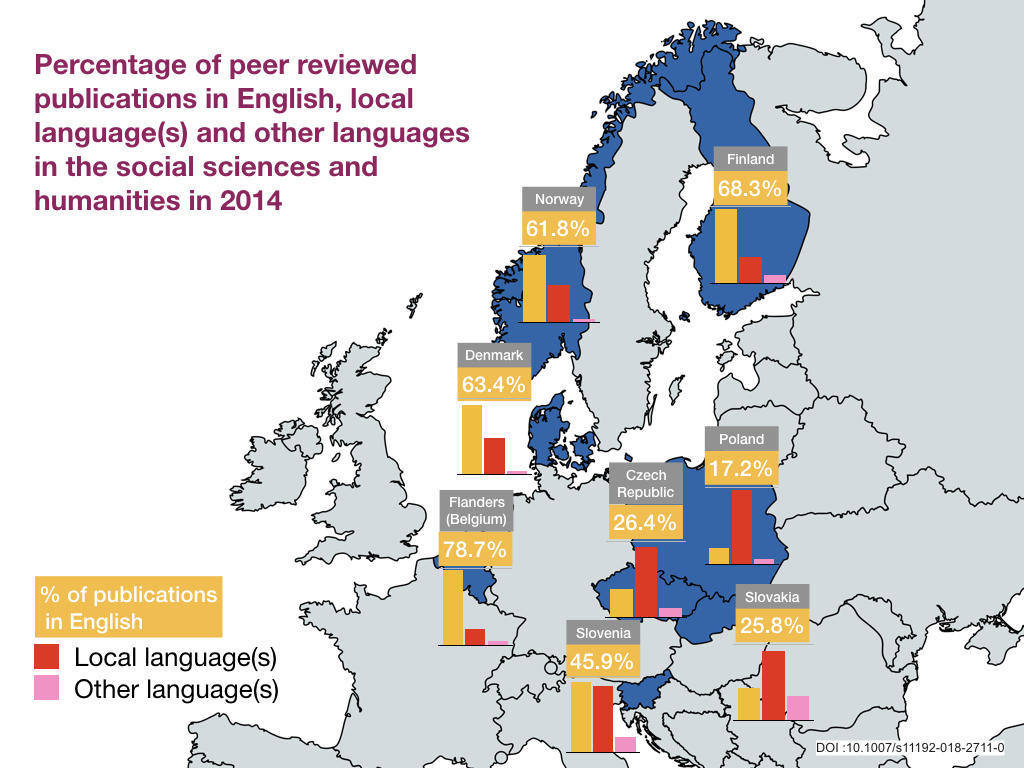 Percentage of peer reviewed
publications in English, local
language(s) and other languages
in the social sciences and
humanities in 2014
Finland
68.3%
Norway
61.8%
Denmark
63.4%
Poland
17.2%
Czech
Republic
26.4%
Flanders
(Belgium)
78.7%
Slovakia
25.8%
Slovenia
45.9%
% of publications
in English
Local language(s)
Other language(s)
DOI :10.1007/s11192-018-2711-0